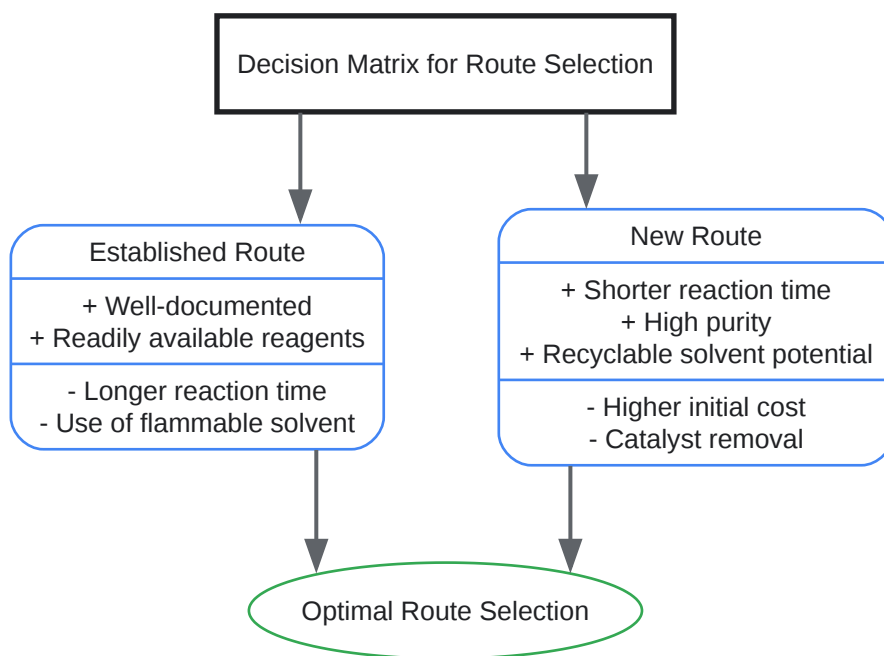 Decision Matrix for Route Selection
Established Route
+ Well-documented
+ Readily available reagents
- Longer reaction time
- Use of flammable solvent
New Route
+ Shorter reaction time
+ High purity
+ Recyclable solvent potential
- Higher initial cost
- Catalyst removal
Optimal Route Selection